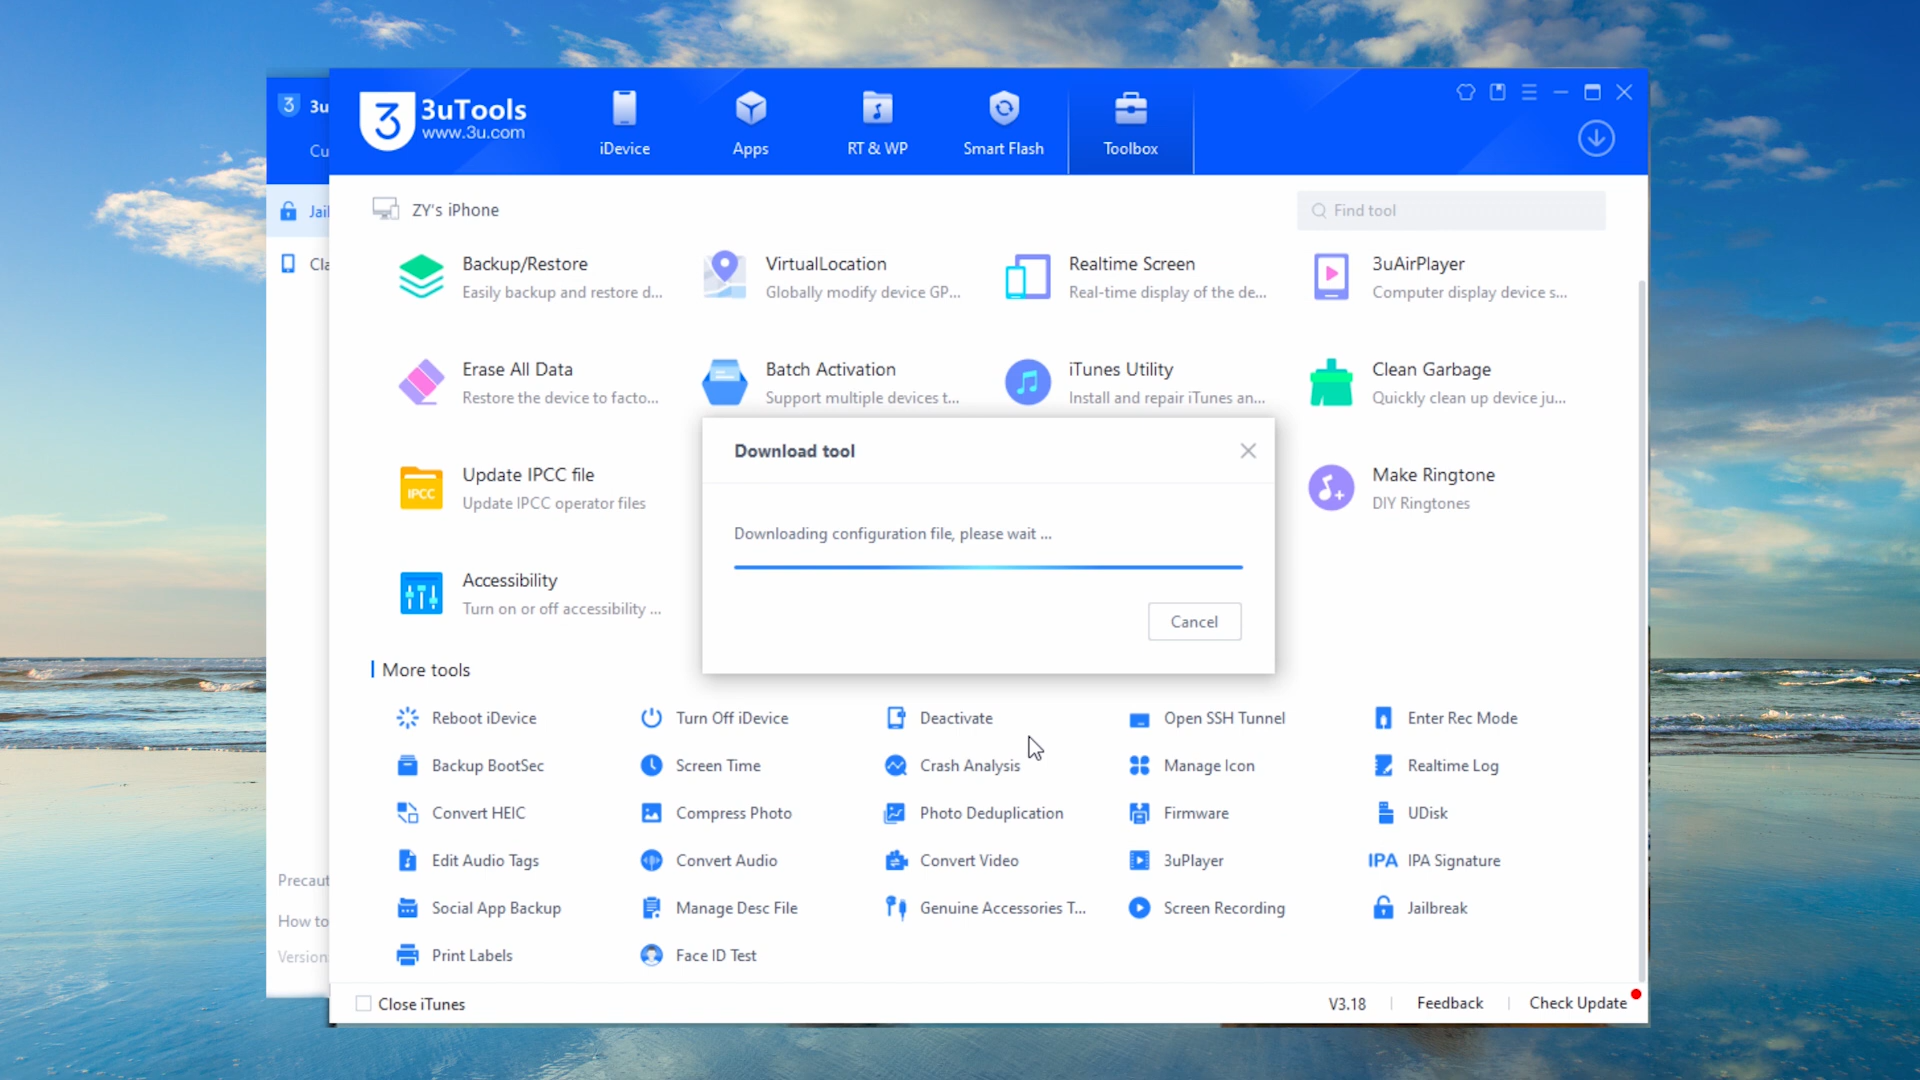 3u
Cu
Jail
Cla
Precaut
How to
Version
3
3uTools
www.3u.com
iDevice
Apps
RT & WP
Smart Flash
Toolbox
ZY's iPhone
Find tool
Backup/Restore
Easily backup and restore d...
VirtualLocation
Globally modify device GP...
Realtime Screen
Real-time display of the de...
3uAirPlayer
Computer display device s...
Erase All Data
Restore the device to facto...
Batch Activation
Support multiple devices t...
iTunes Utility
Install and repair iTunes an...
Clean Garbage
Quickly clean up device ju...
IPCC
Update IPCC file
Update IPCC operator files
Make Ringtone
DIY Ringtones
Accessibility
Turn on or off accessibility ...
Download tool
Downloading configuration file, please wait ...
Cancel
More tools
Reboot iDevice
Turn Off iDevice
Deactivate
Open SSH Tunnel
Enter Rec Mode
Backup BootSec
Screen Time
Crash Analysis
Manage Icon
Realtime Log
Convert HEIC
Compress Photo
Photo Deduplication
Firmware
UDisk
Edit Audio Tags
Convert Audio
Convert Video
3uPlayer
IPA IPA Signature
Social App Backup
Manage Desc File
Genuine Accessories T...
Screen Recording
Jailbreak
Print Labels
Face ID Test
Close iTunes
V3.18
Feedback
Check Update